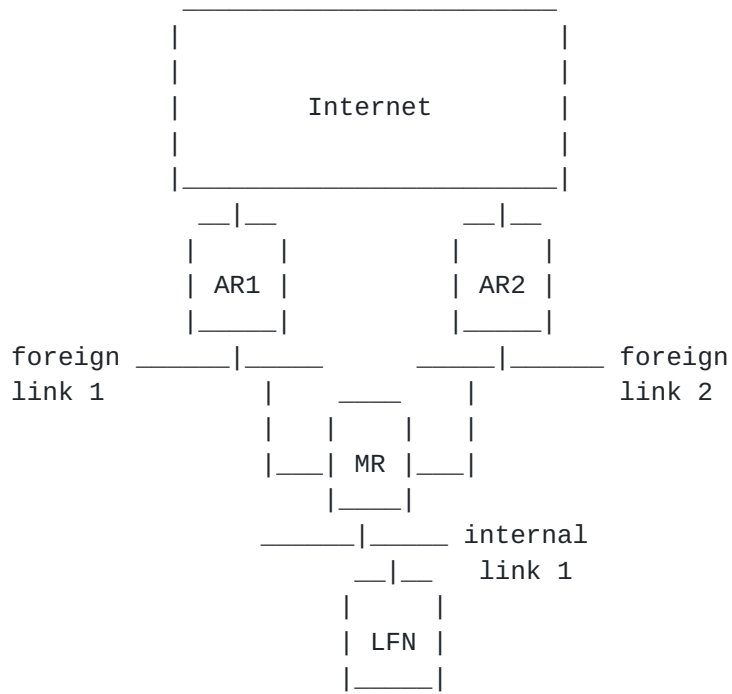 Internet
AR1 AR2
foreign foreign
link 1 link 2
MR
internal
link 1
LFN